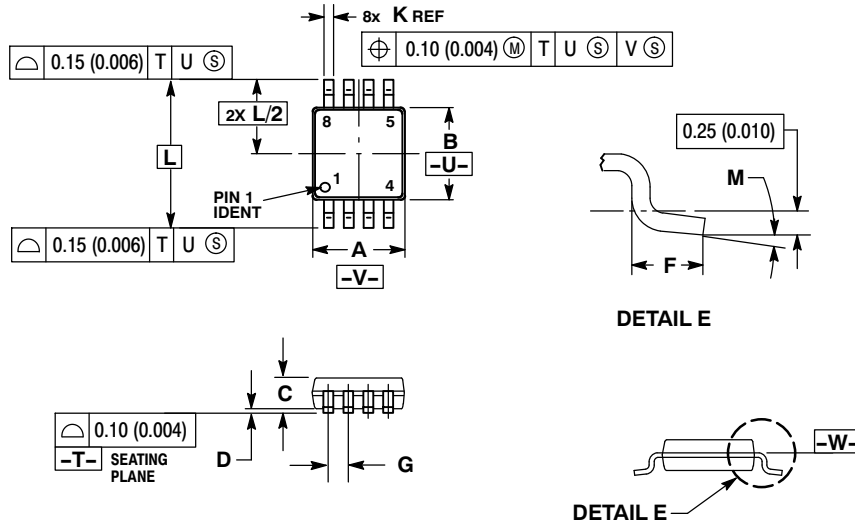 8x K REF
⌓ 0.15 (0.006) T U Ⓢ
⌖ 0.10 (0.004) Ⓜ T U Ⓢ V Ⓢ
2X L/2
8 5
B
–U–
L
0.25 (0.010)
M
1 4
PIN 1
IDENT
⌓ 0.15 (0.006) T U Ⓢ
A
–V–
F
DETAIL E
C
⌓ 0.10 (0.004)
–T– SEATING
PLANE
D
G
–W–
DETAIL E